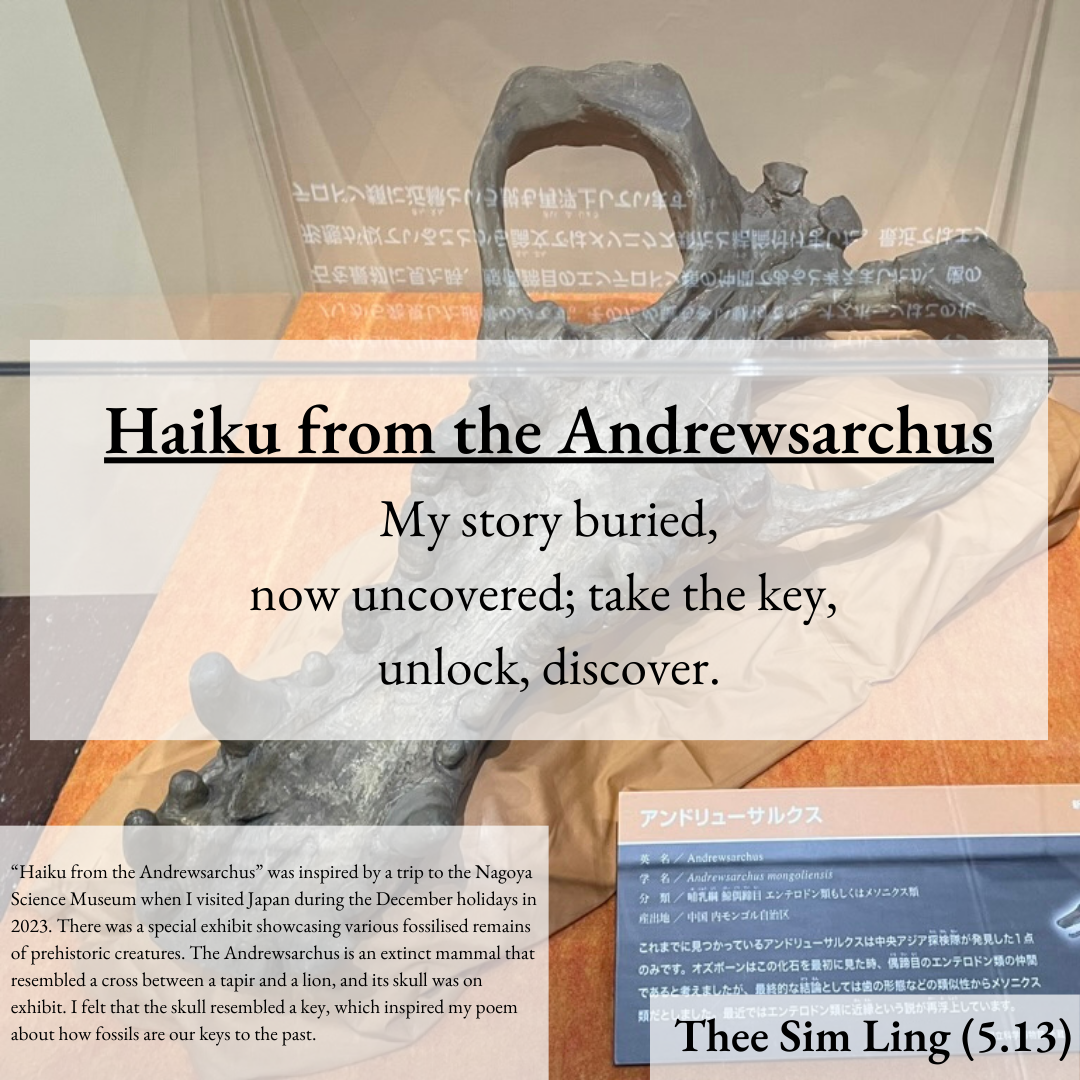 Haiku from the Andrewsarchus
My story buried,
now uncovered; take the key,
unlock, discover.
“Haiku from the Andrewsarchus” was inspired by a trip to the Nagoya
Science Museum when I visited Japan during the December holidays in
2023. There was a special exhibit showcasing various fossilised remains
of prehistoric creatures. The Andrewsarchus is an extinct mammal that
resembled a cross between a tapir and a lion, and its skull was on
exhibit. I felt that the skull resembled a key, which inspired my poem
about how fossils are our keys to the past.
アンドリューサルクス
英 名 ／ Andrewsarchus
学 名 ／ Andrewsarchus mongoliensis
分 類 ／ 哺乳綱 鯨偶蹄目 エンテロドン類もしくはメソニクス類
産出地 ／ 中国 内モンゴル自治区
これまでに見つかっているアンドリューサルクスは中央アジア探検隊が発見した1点
のみです。オズボーンはこの化石を最初に見た時、偶蹄目のエンテロドン類の仲間
であると考えましたが、最終的な結論としては歯の形態などの類似性からメソニクス
類だとしました。最近ではエンテロドン類に近縁という説が再浮上しています。
Thee Sim Ling (5.13)